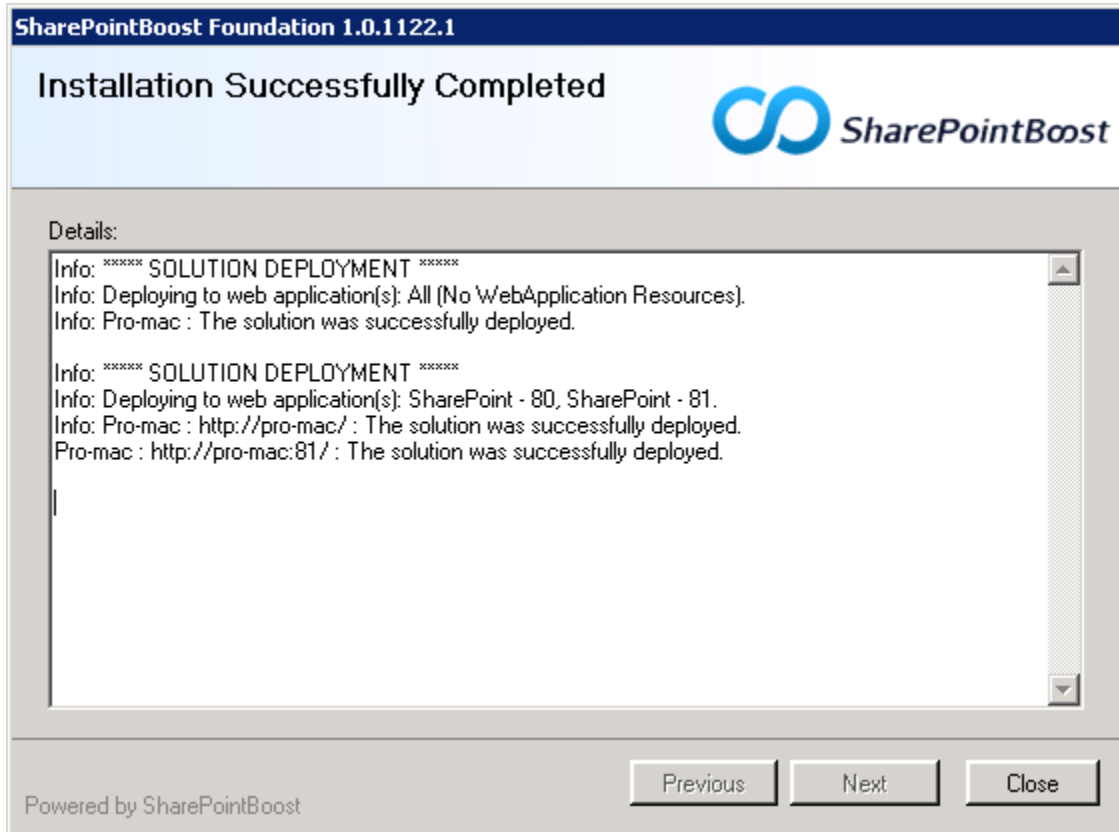 SharePointBoost Foundation 1.0.1122.1
Installation Successfully Completed
SharePointBoost
Details:
Info: ***** SOLUTION DEPLOYMENT *****
Info: Deploying to web application(s): All (No WebApplication Resources).
Info: Pro-mac : The solution was successfully deployed.
Info: ***** SOLUTION DEPLOYMENT *****
Info: Deploying to web application(s): SharePoint - 80, SharePoint - 81.
Info: Pro-mac : http://pro-mac/ : The solution was successfully deployed.
Pro-mac : http://pro-mac:81/ : The solution was successfully deployed.
Previous Next Close
Powered by SharePointBoost